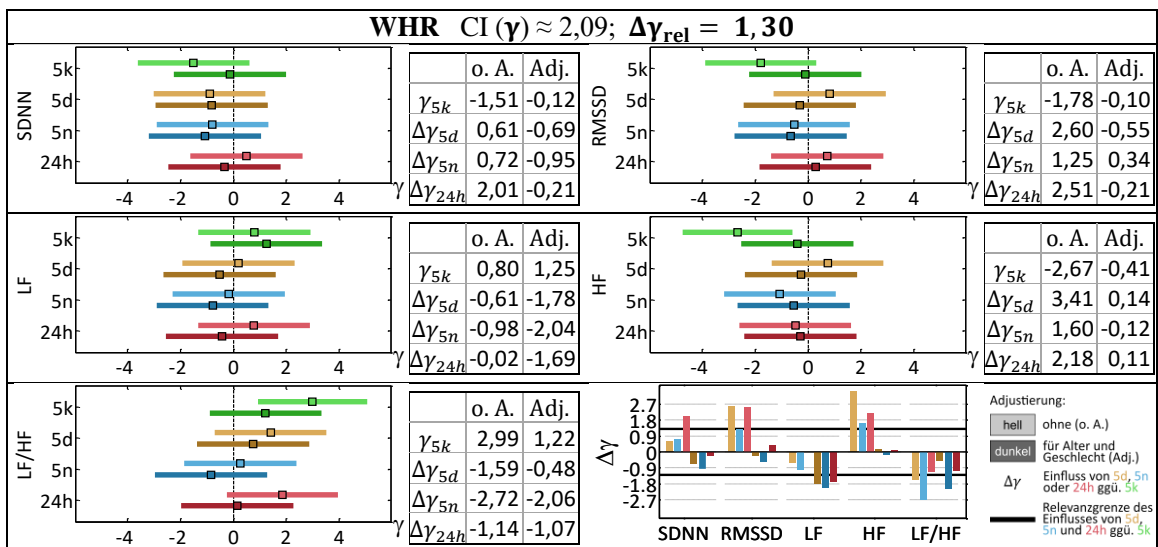 WHR CI (γ) ≈ 2,09; Δγrel = 1,30
SDNN
5k
5d
5n
24h
-4 -2 0 2 4 γ
o. A. Adj.
γ5k -1,51 -0,12
Δγ5d 0,61 -0,69
Δγ5n 0,72 -0,95
Δγ24h 2,01 -0,21
RMSSD
5k
5d
5n
24h
-4 -2 0 2 4 γ
o. A. Adj.
γ5k -1,78 -0,10
Δγ5d 2,60 -0,55
Δγ5n 1,25 0,34
Δγ24h 2,51 -0,21
LF
5k
5d
5n
24h
-4 -2 0 2 4 γ
o. A. Adj.
γ5k 0,80 1,25
Δγ5d -0,61 -1,78
Δγ5n -0,98 -2,04
Δγ24h -0,02 -1,69
HF
5k
5d
5n
24h
-4 -2 0 2 4 γ
o. A. Adj.
γ5k -2,67 -0,41
Δγ5d 3,41 0,14
Δγ5n 1,60 -0,12
Δγ24h 2,18 0,11
LF/HF
5k
5d
5n
24h
-4 -2 0 2 4 γ
o. A. Adj.
γ5k 2,99 1,22
Δγ5d -1,59 -0,48
Δγ5n -2,72 -2,06
Δγ24h -1,14 -1,07
Δγ
2.7
1.8
0.9
0
-0.9
-1.8
-2.7
SDNN RMSSD LF HF LF/HF
Adjustierung:
hell ohne (o. A.)
dunkel für Alter und
Geschlecht (Adj.)
Δγ Einfluss von 5d, 5n
oder 24h ggü. 5k
Relevanzgrenze des
Einflusses von 5d,
5n und 24h ggü. 5k